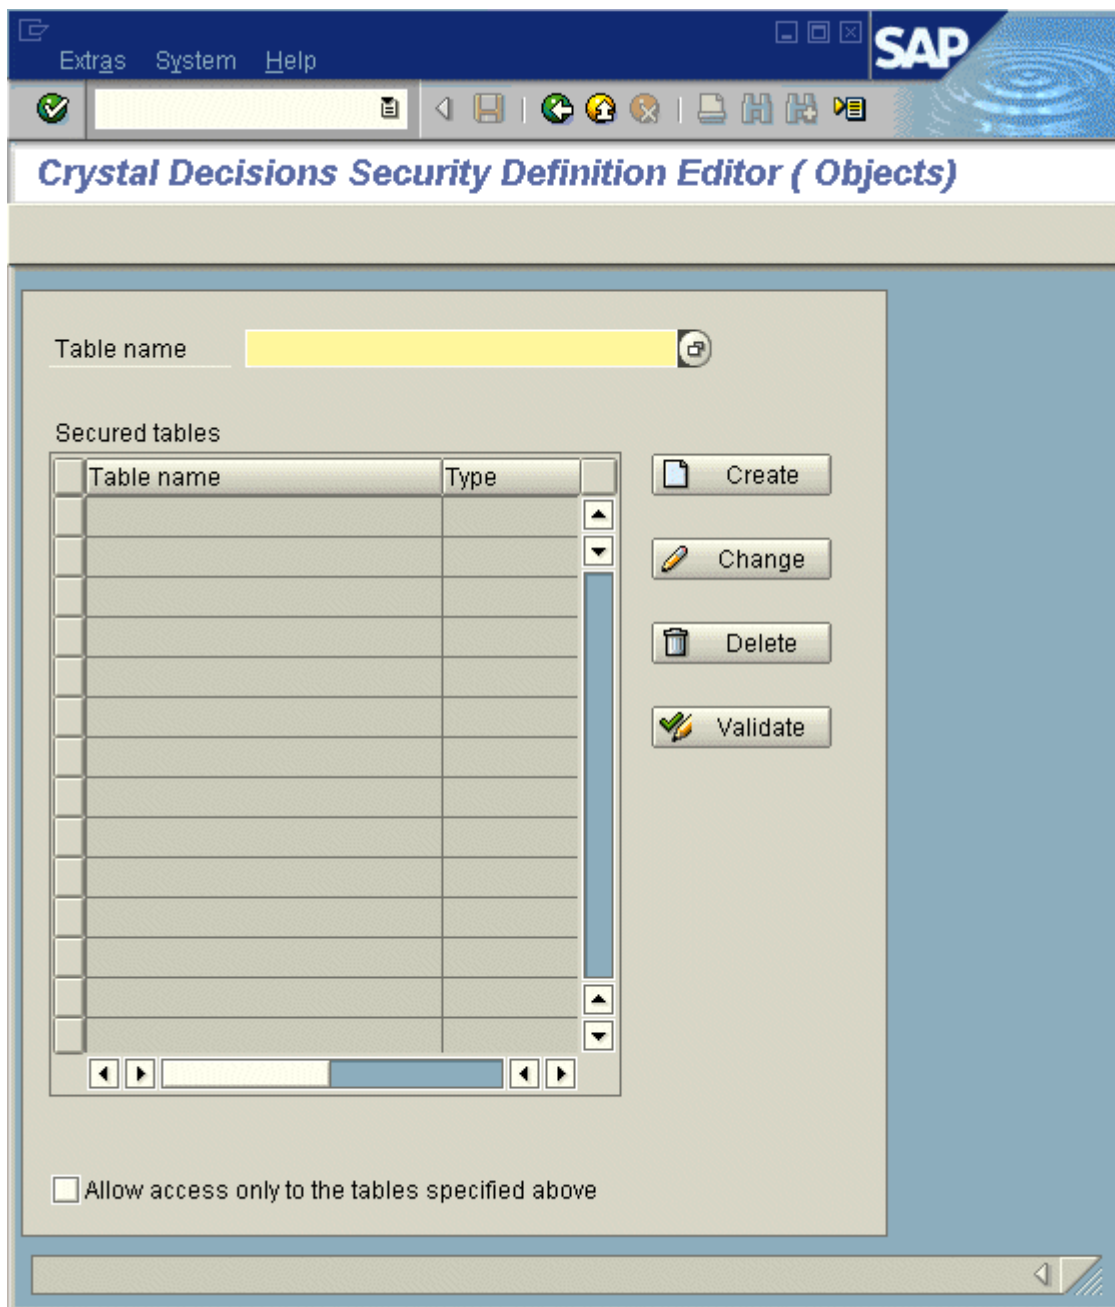 Extras System Help
SAP
Crystal Decisions Security Definition Editor ( Objects)
Table name
Secured tables
Table name Type
Create
Change
Delete
Validate
Allow access only to the tables specified above